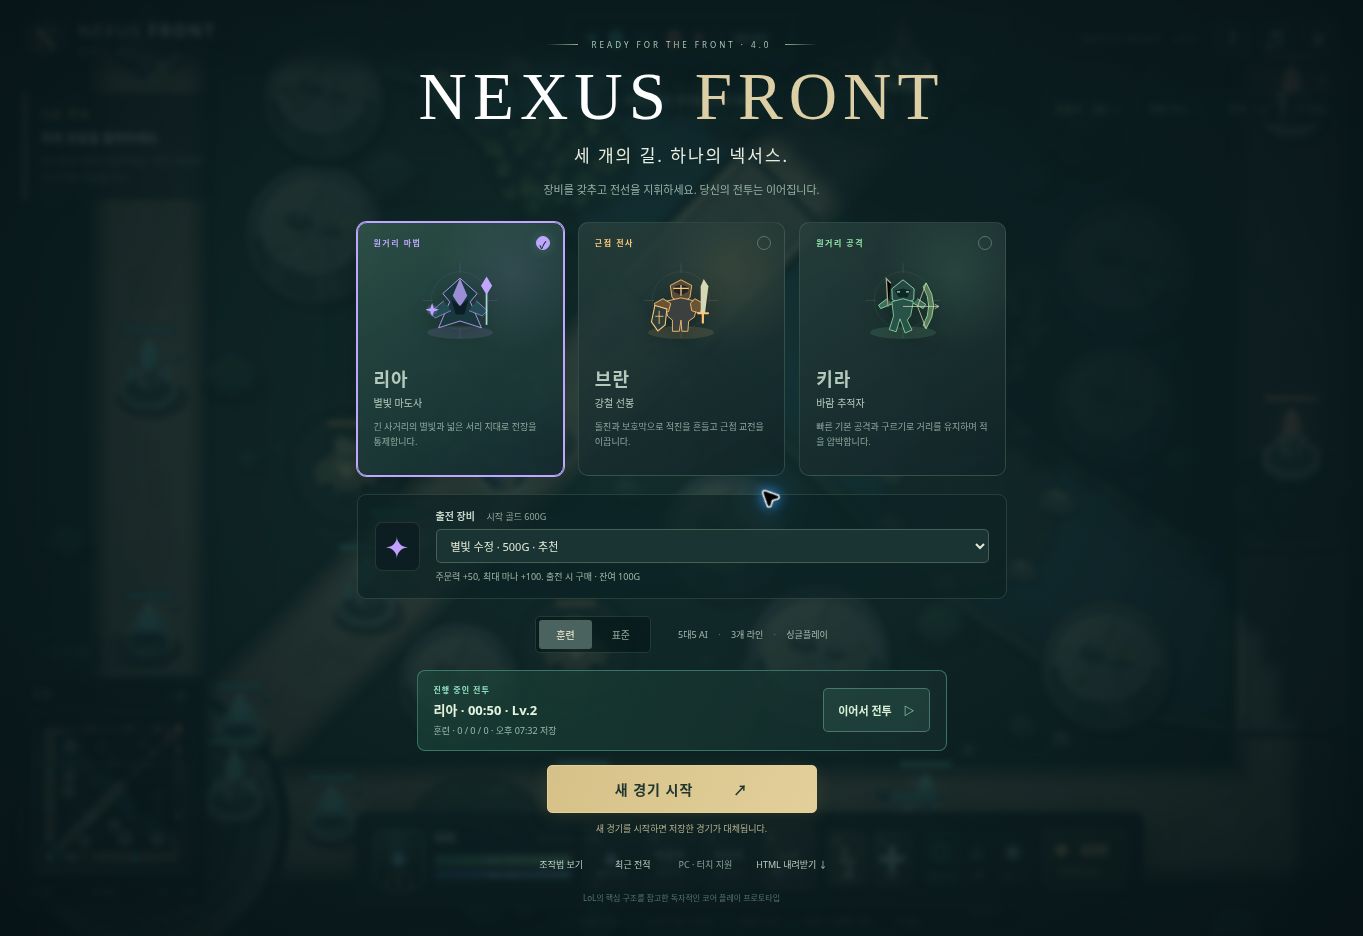 READY FOR THE FRONT · 4.0
NEXUS FRONT
세 개의 길. 하나의 넥서스.
장비를 갖추고 전선을 지휘하세요. 당신의 전투는 이어집니다.
원거리 마법
리아
별빛 마도사
긴 사거리의 별빛과 넓은 서리 지대로 전장을
통제합니다.
근접 전사
브란
강철 선봉
돌진과 보호막으로 적진을 흔들고 근접 교전을
이끕니다.
원거리 공격
키라
바람 추적자
빠른 기본 공격과 구르기로 거리를 유지하며 적
을 압박합니다.
출전 장비 시작 골드 600G
별빛 수정 · 500G · 추천
주문력 +50, 최대 마나 +100. 출전 시 구매 · 잔여 100G
훈련 표준 5대5 AI · 3개 라인 · 싱글플레이
진행 중인 전투
리아 · 00:50 · Lv.2
훈련 · 0 / 0 / 0 · 오후 07:32 저장
이어서 전투 ▷
새 경기 시작 ↗
새 경기를 시작하면 저장한 경기가 대체됩니다.
조작법 보기 최근 전적 PC · 터치 지원 HTML 내려받기 ↓
LoL의 핵심 구조를 참고한 독자적인 코어 플레이 프로토타입